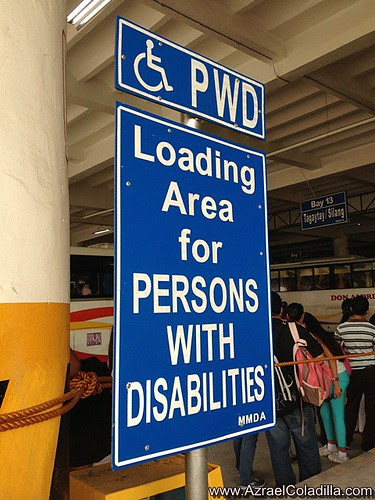 PWD
Loading
Area
for
PERSONS
WITH
DISABILITIES
MMDA
Bay 13
Tagaytay/Silang
www.AzraelColadilla.com